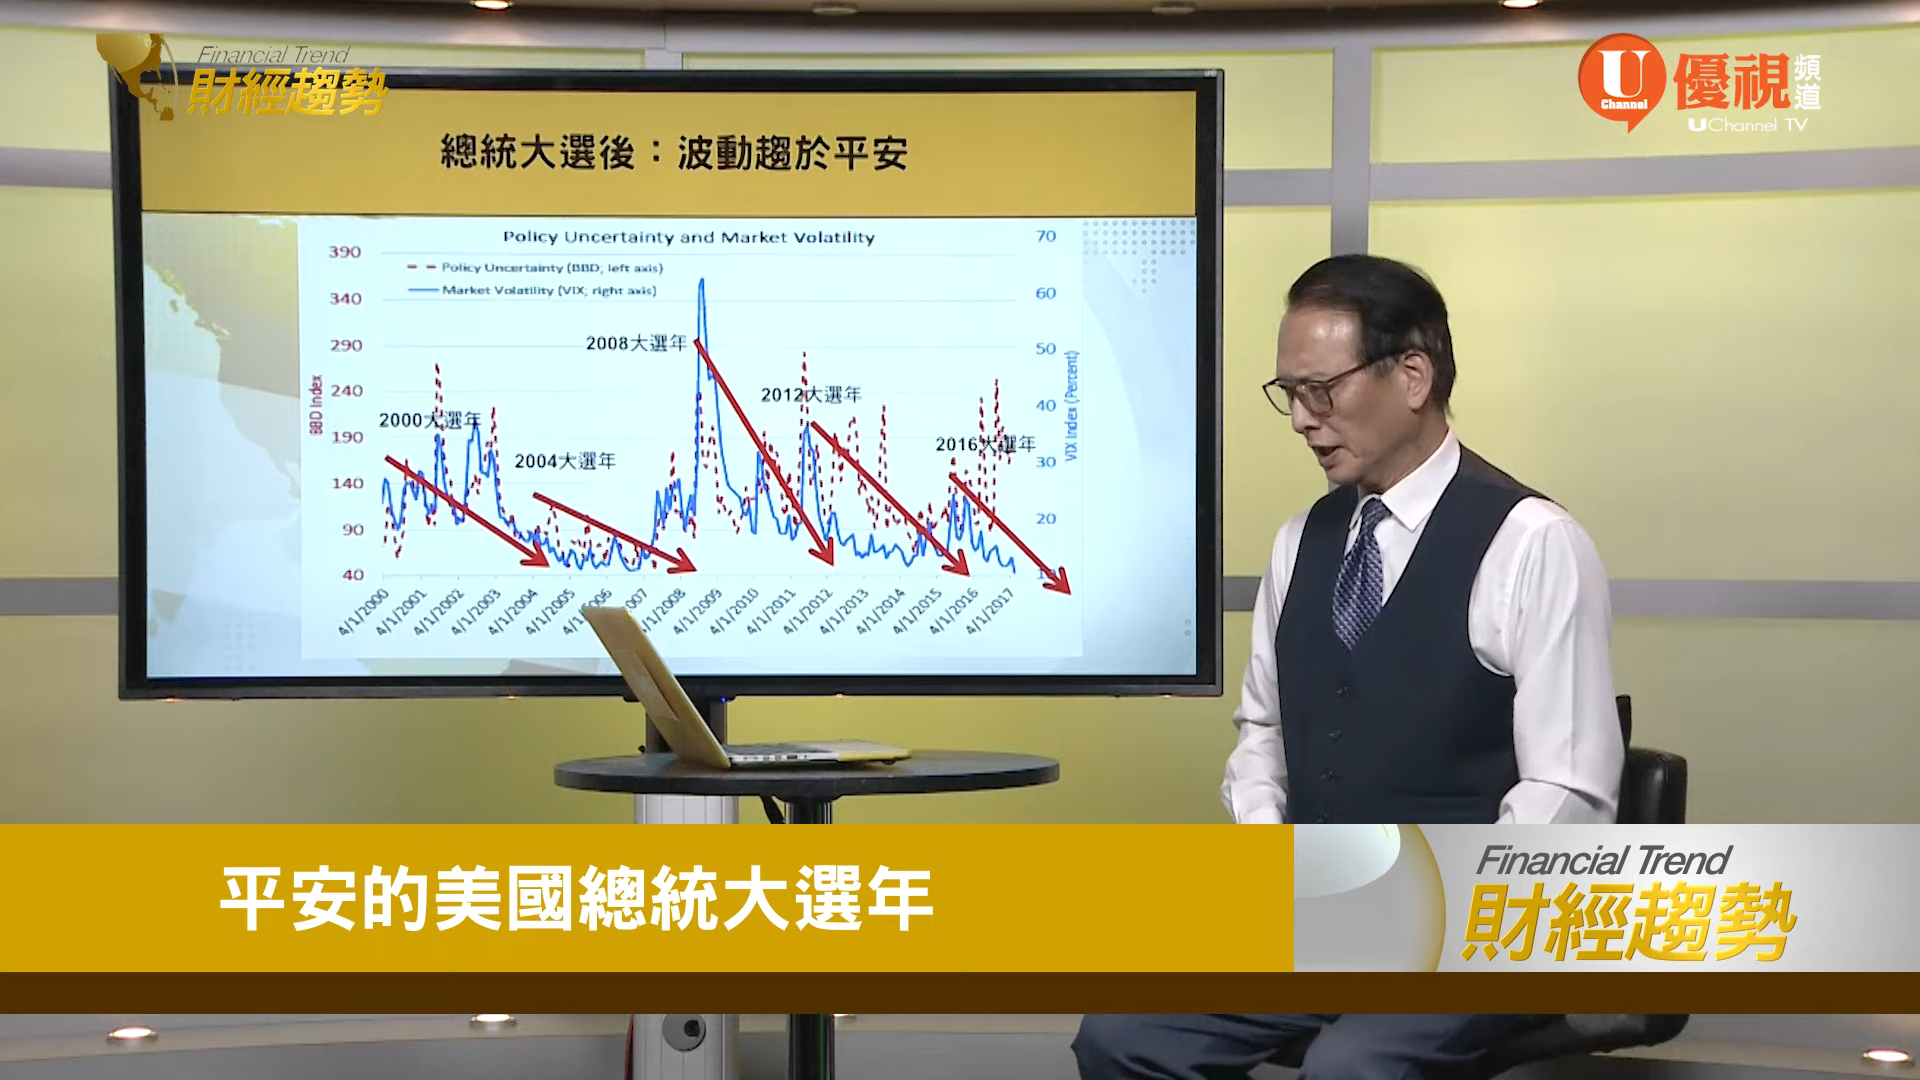 Financial Trend
財經趨勢
U
Channel
優視
頻道
UChannel TV
總統大選後：波動趨於平安
Policy Uncertainty and Market Volatility
Policy Uncertainty (BBD; left axis)
Market Volatility (VIX; right axis)
390
340
290
240
190
140
90
40
BBD Index
70
60
50
40
30
20
VIX Index (Percent)
2000大選年
2004大選年
2008大選年
2012大選年
2016大選年
4/1/2000
4/1/2001
4/1/2002
4/1/2003
4/1/2004
4/1/2005
4/1/2009
4/1/2010
4/1/2011
4/1/2012
4/1/2013
4/1/2014
4/1/2015
4/1/2016
4/1/2017
平安的美國總統大選年
Financial Trend
財經趨勢